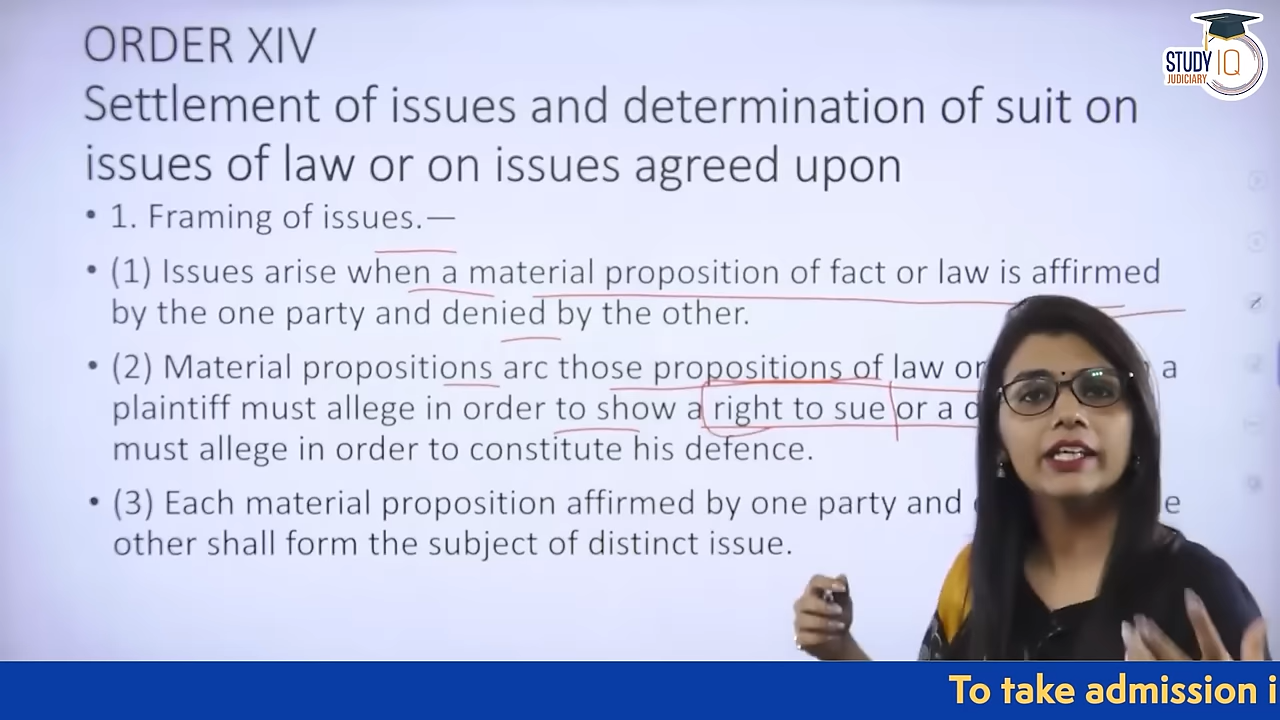 ORDER XIV
Settlement of issues and determination of suit on
issues of law or on issues agreed upon
• 1. Framing of issues.—
• (1) Issues arise when a material proposition of fact or law is affirmed
by the one party and denied by the other.
• (2) Material propositions arc those propositions of law or a
plaintiff must allege in order to show a right to sue or a
must allege in order to constitute his defence.
• (3) Each material proposition affirmed by one party and
other shall form the subject of distinct issue.
STUDY IQ
JUDICIARY
To take admission i